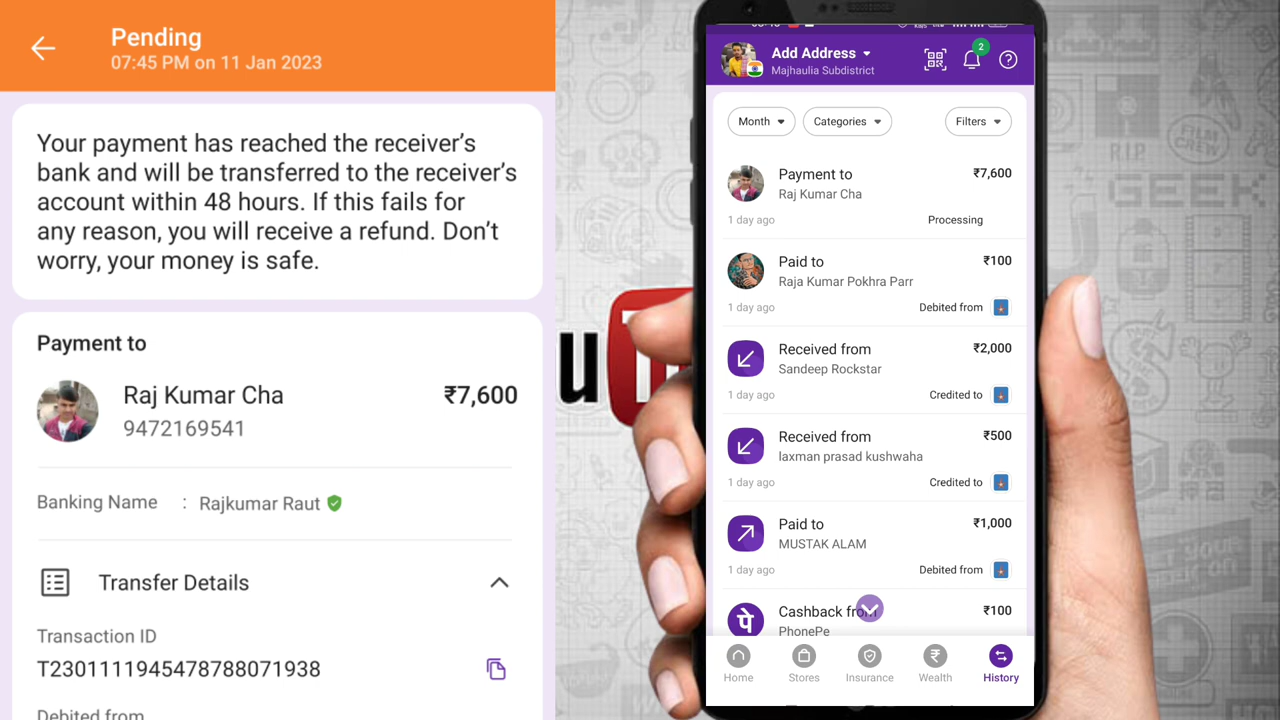 Pending
07:45 PM on 11 Jan 2023
Your payment has reached the receiver's
bank and will be transferred to the receiver's
account within 48 hours. If this fails for
any reason, you will receive a refund. Don't
worry, your money is safe.
Payment to
Raj Kumar Cha
₹7,600
9472169541
Banking Name : Rajkumar Raut
Transfer Details
Transaction ID
T2301111945478788071938
Debited from
Add Address
Majhaulia Subdistrict
2
Month
Categories
Filters
Payment to
₹7,600
Raj Kumar Cha
1 day ago
Processing
Paid to
₹100
Raja Kumar Pokhra Parr
1 day ago
Debited from
Received from
₹2,000
Sandeep Rockstar
1 day ago
Credited to
Received from
₹500
laxman prasad kushwaha
1 day ago
Credited to
Paid to
₹1,000
MUSTAK ALAM
1 day ago
Debited from
Cashback from
₹100
पे
PhonePe
Home
Stores
Insurance
Wealth
History
FILM
CREW
R.I.P
GEEK